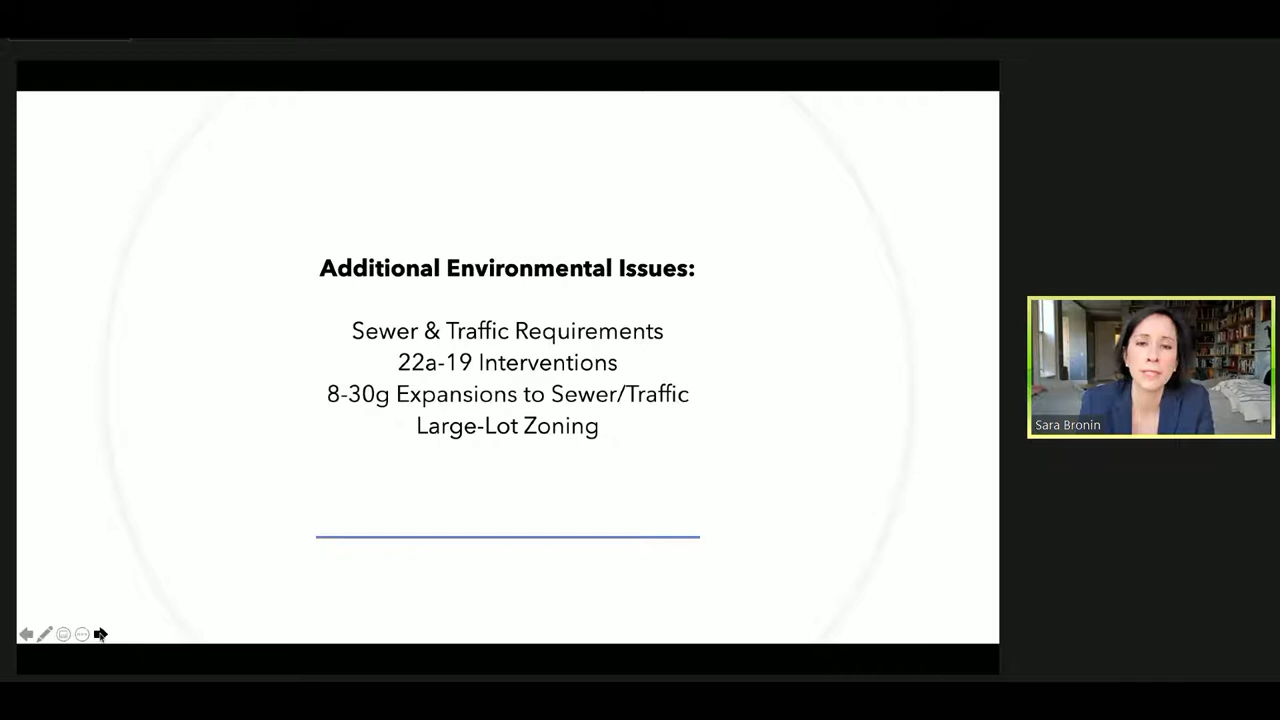 Additional Environmental Issues:
Sewer & Traffic Requirements
22a-19 Interventions
8-30g Expansions to Sewer/Traffic
Large-Lot Zoning
Sara Bronin